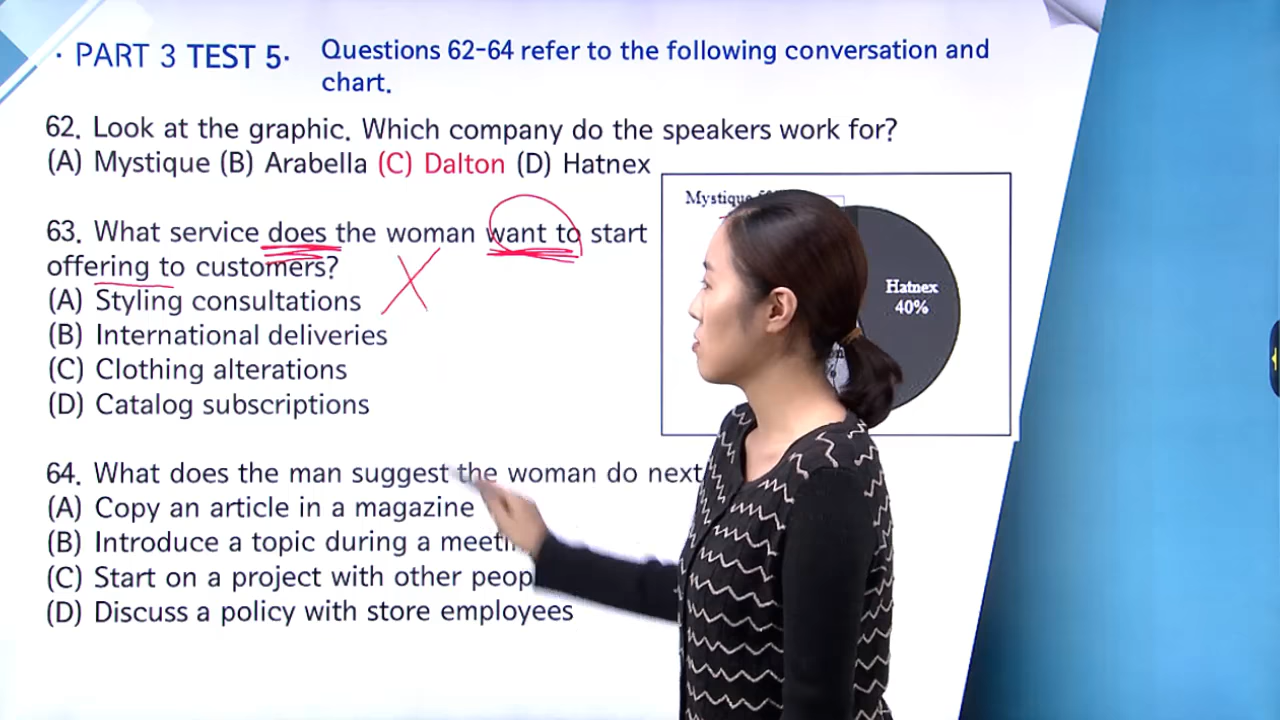 · PART 3 TEST 5·
Questions 62-64 refer to the following conversation and
chart.
62. Look at the graphic. Which company do the speakers work for?
(A) Mystique (B) Arabella (C) Dalton (D) Hatnex
63. What service does the woman want to start
offering to customers?
(A) Styling consultations
(B) International deliveries
(C) Clothing alterations
(D) Catalog subscriptions
64. What does the man suggest the woman do next
(A) Copy an article in a magazine
(B) Introduce a topic during a
(C) Start on a project with other
(D) Discuss a policy with store employees
Mystique
Hatnex
40%